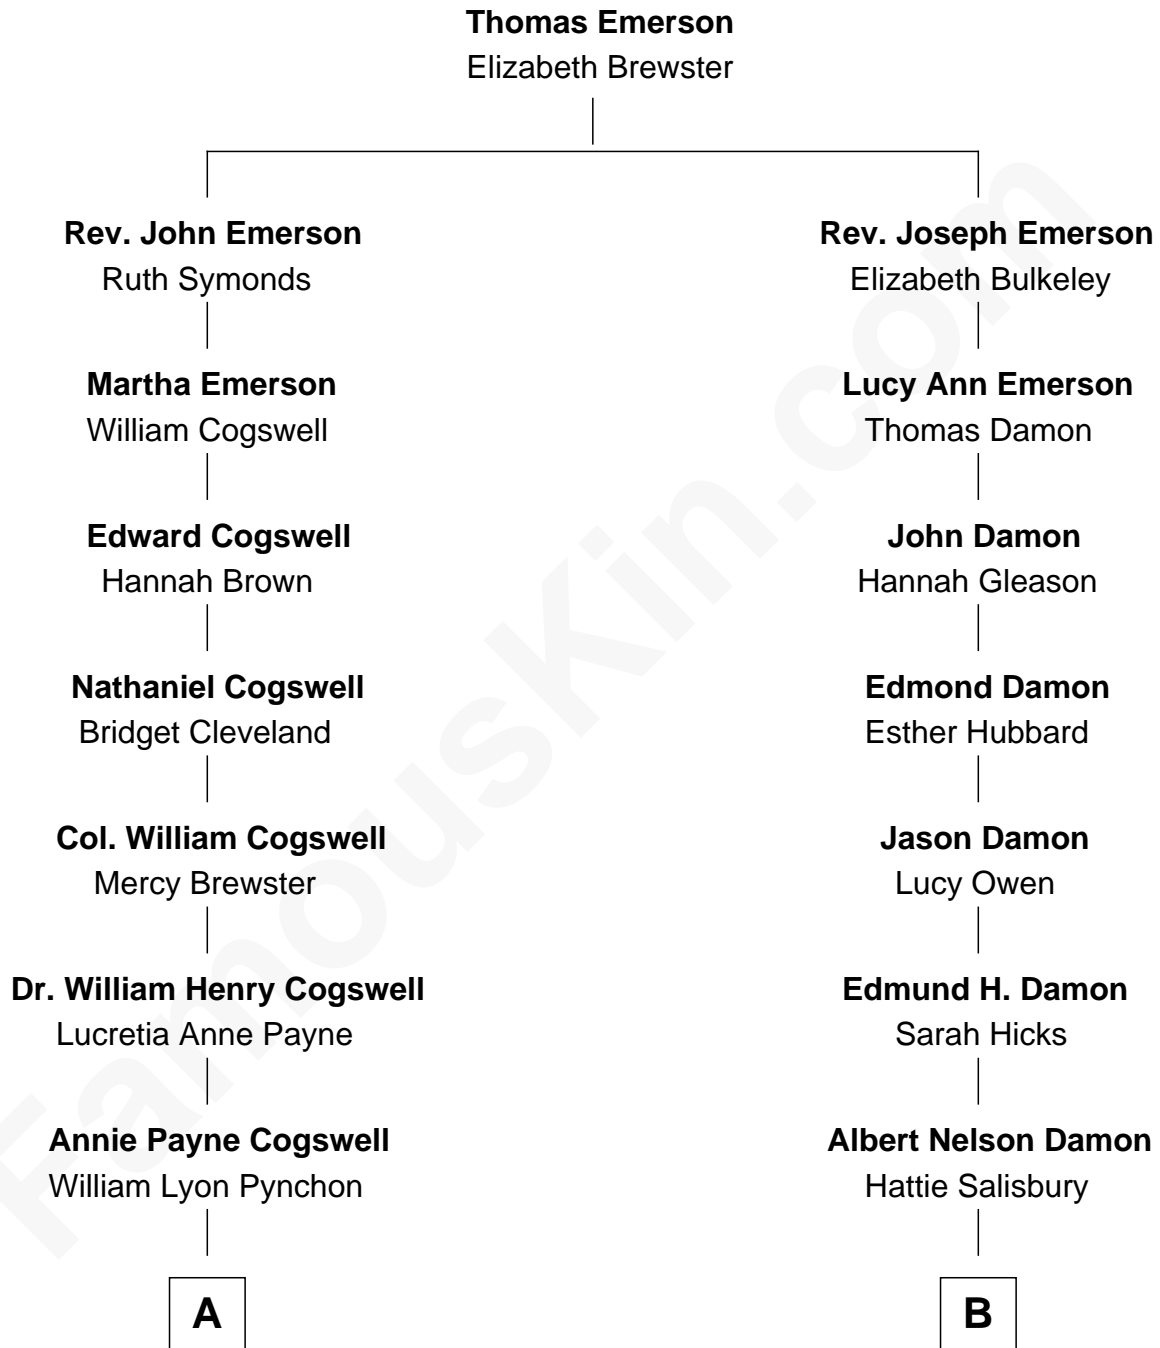 Thomas Emerson
Elizabeth Brewster
Rev. John Emerson
Ruth Symonds
Rev. Joseph Emerson
Elizabeth Bulkeley
Martha Emerson
William Cogswell
Lucy Ann Emerson
Thomas Damon
Edward Cogswell
Hannah Brown
John Damon
Hannah Gleason
Nathaniel Cogswell
Bridget Cleveland
Edmond Damon
Esther Hubbard
Col. William Cogswell
Mercy Brewster
Jason Damon
Lucy Owen
Dr. William Henry Cogswell
Lucretia Anne Payne
Edmund H. Damon
Sarah Hicks
Annie Payne Cogswell
William Lyon Pynchon
Albert Nelson Damon
Hattie Salisbury
A
B
FamousKin.com